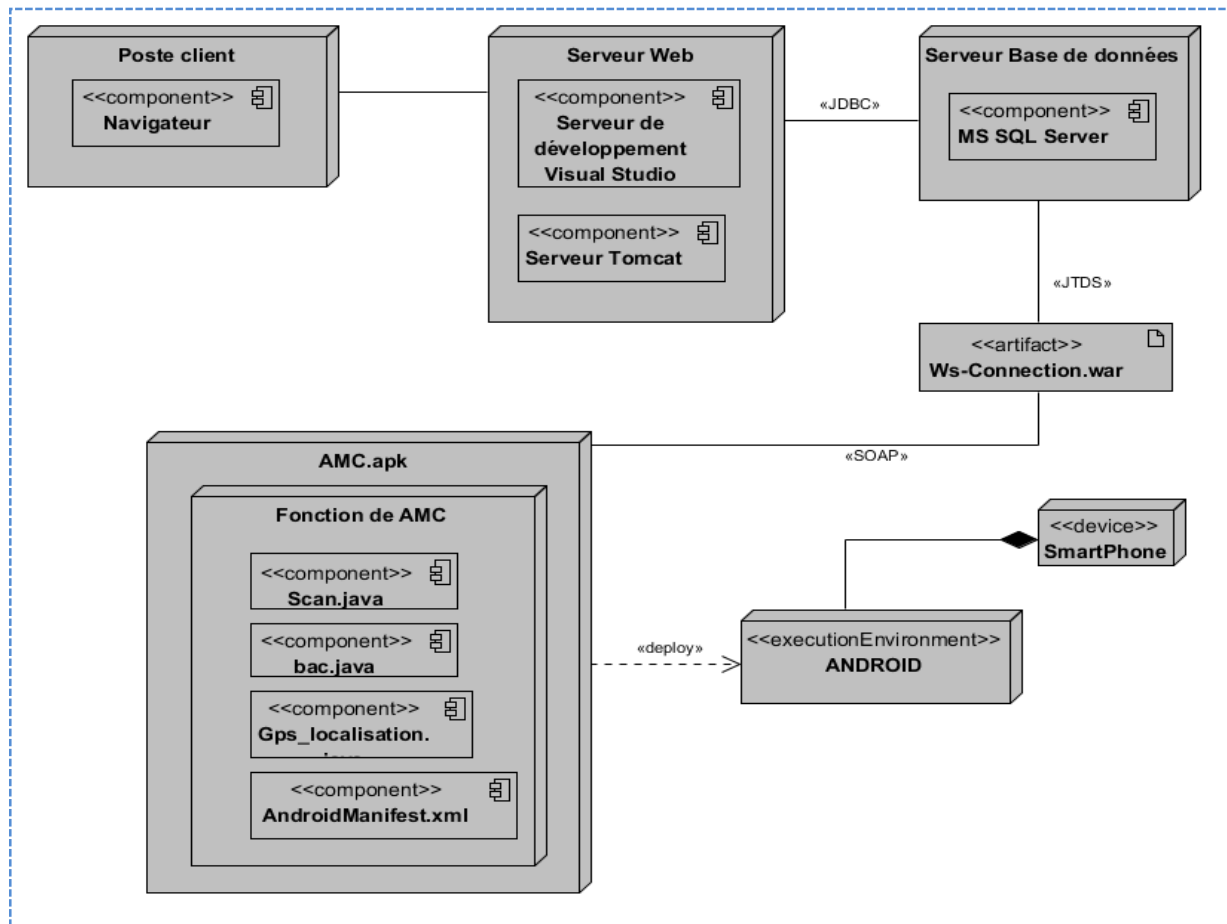 Poste client
<<component>>
Navigateur
Serveur Web
<<component>>
Serveur de
développement
Visual Studio
<<component>>
Serveur Tomcat
«JDBC»
Serveur Base de données
<<component>>
MS SQL Server
«JTDS»
<<artifact>>
Ws-Connection.war
«SOAP»
AMC.apk
Fonction de AMC
<<component>>
Scan.java
<<component>>
bac.java
<<component>>
Gps_localisation.
<<component>>
AndroidManifest.xml
«deploy»
<<device>>
SmartPhone
<<executionEnvironment>>
ANDROID